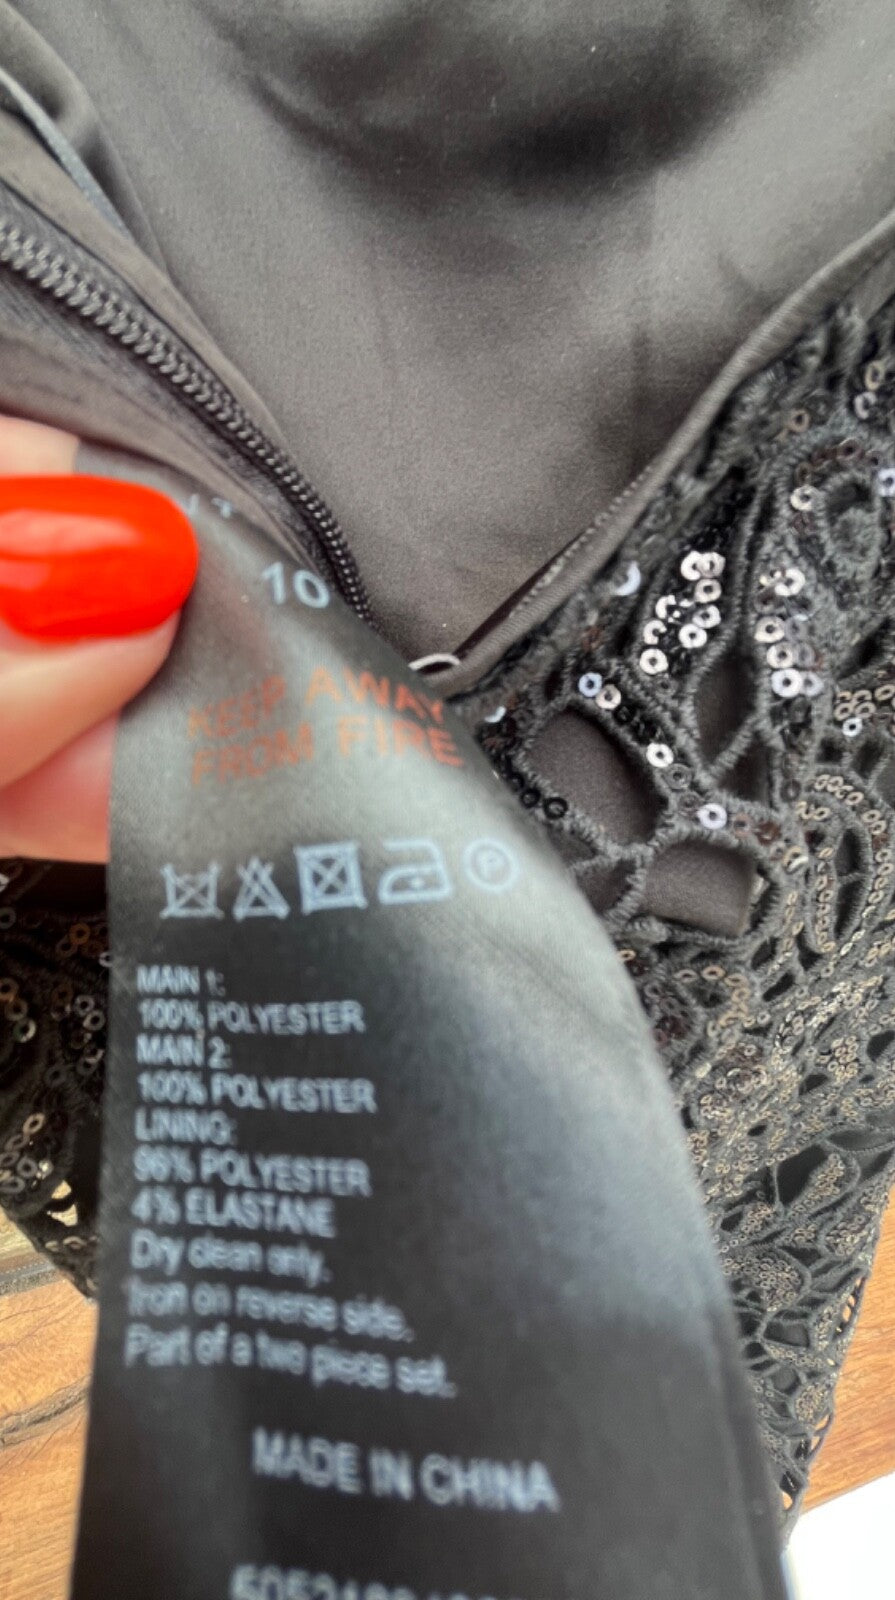 10
KEEP AWAY
FROM FIRE
P
MAIN 1:
100% POLYESTER
MAIN 2:
100% POLYESTER
LINING:
96% POLYESTER
4% ELASTANE
Dry clean only.
Iron on reverse side.
Part of a two piece set.
MADE IN CHINA